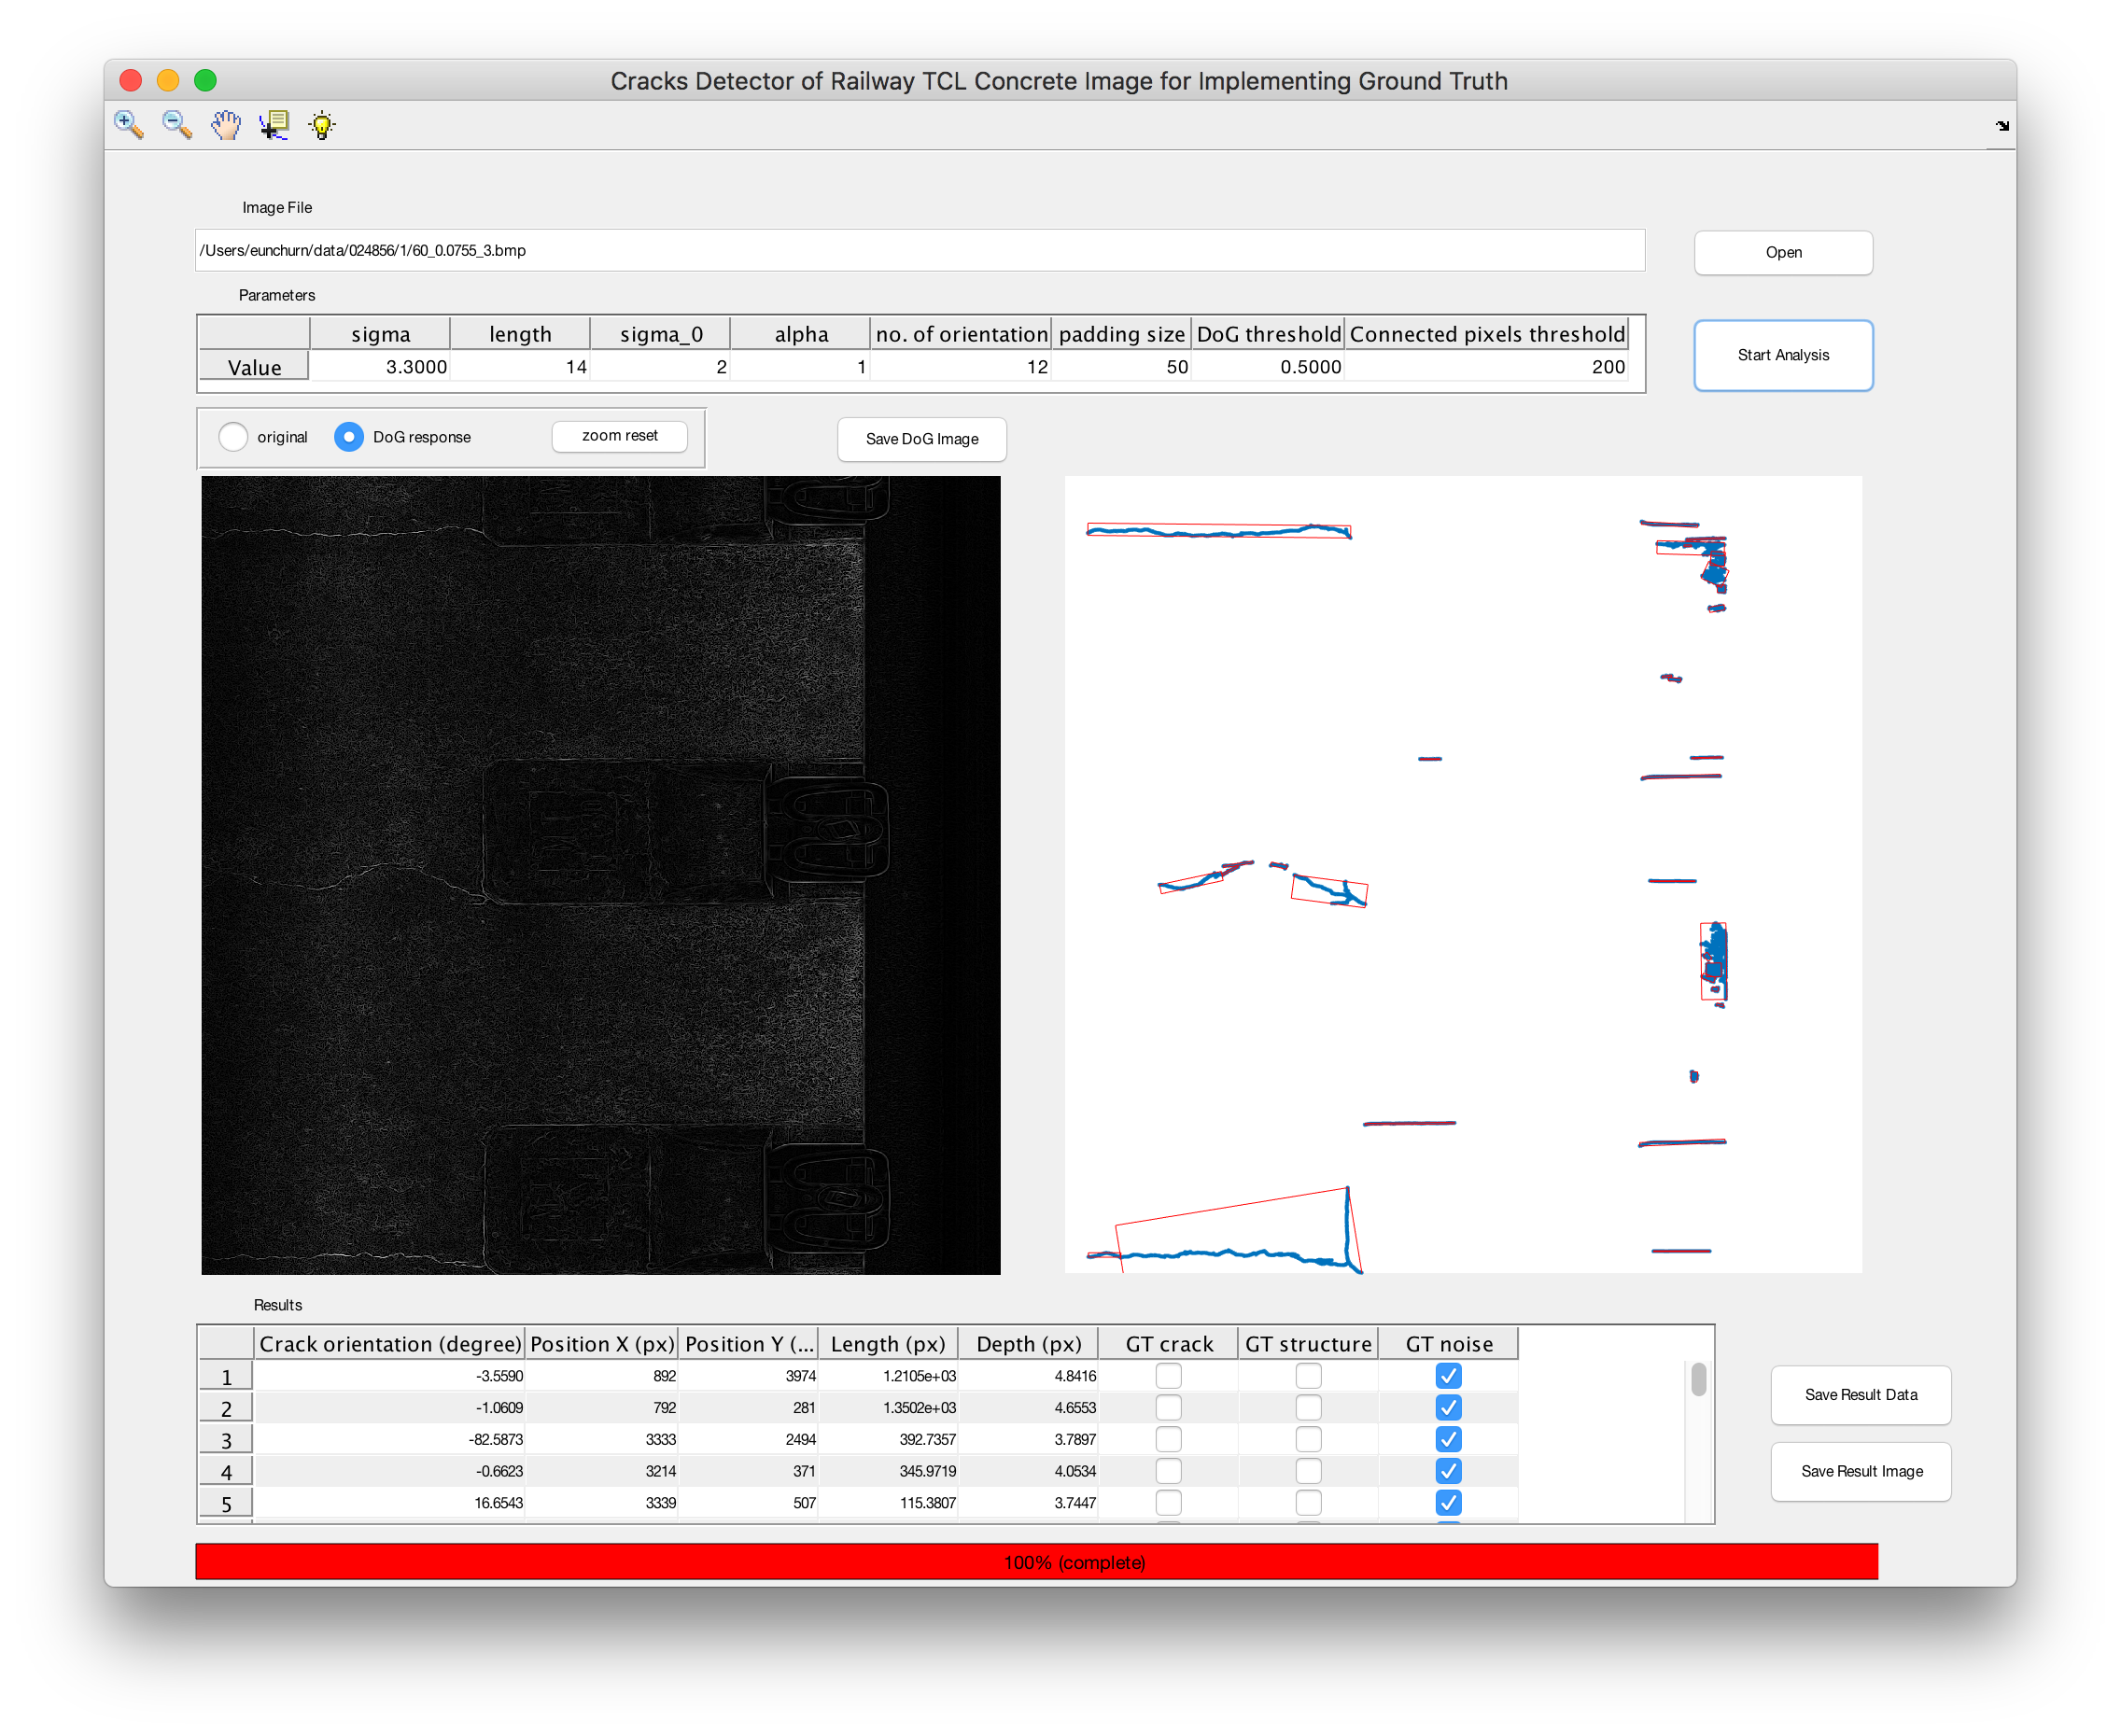 Cracks Detector of Railway TCL Concrete Image for Implementing Ground Truth
Image File
/Users/eunchurn/data/024856/1/60_0.0755_3.bmp
Open
Parameters
sigma length sigma_0 alpha no. of orientation padding size DoG threshold Connected pixels threshold
Value 3.3000 14 2 1 12 50 0.5000 200
Start Analysis
original DoG response zoom reset Save DoG Image
Results
Crack orientation (degree) Position X (px) Position Y (... Length (px) Depth (px) GT crack GT structure GT noise
1 -3.5590 892 3974 1.2105e+03 4.8416
2 -1.0609 792 281 1.3502e+03 4.6553
3 -82.5873 3333 2494 392.7357 3.7897
4 -0.6623 3214 371 345.9719 4.0534
5 16.6543 3339 507 115.3807 3.7447
Save Result Data
Save Result Image
100% (complete)